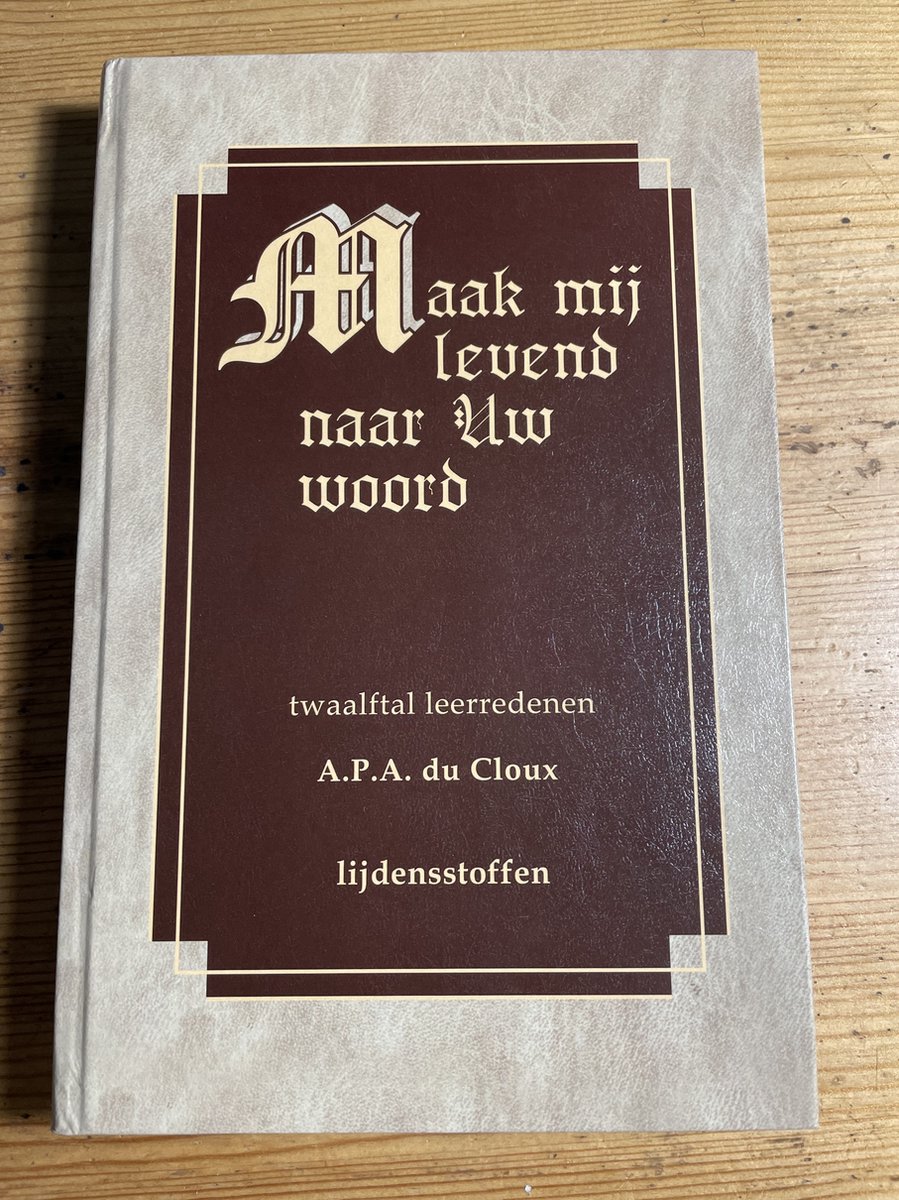 Maak mij
levend
naar Uw
woord
twaalftal leerredenen
A.P.A. du Cloux
lijdensstoffen